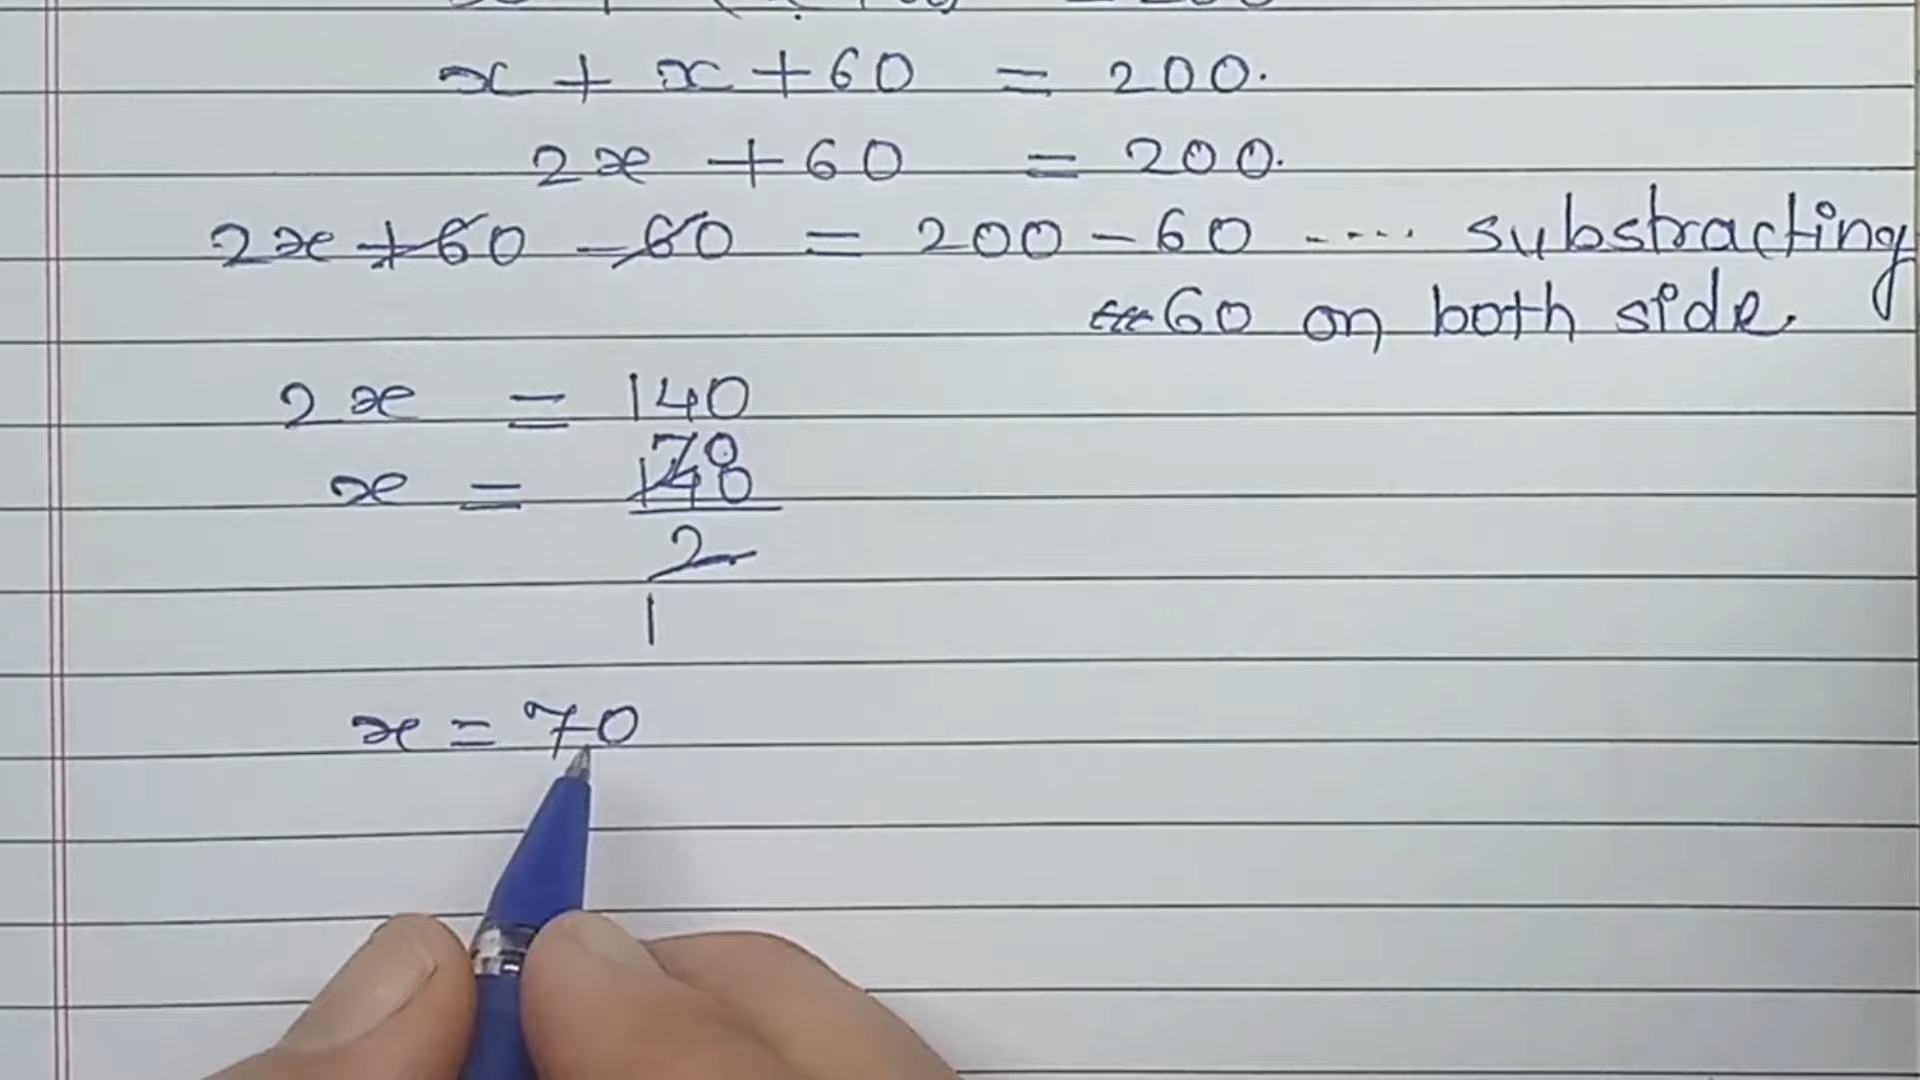 x + x + 60 = 200.
2x + 60 = 200.
2x + 60 - 60 = 200 - 60 .... substracting
60 on both side.
2x = 140
70
x = 140
2
1
x = 70